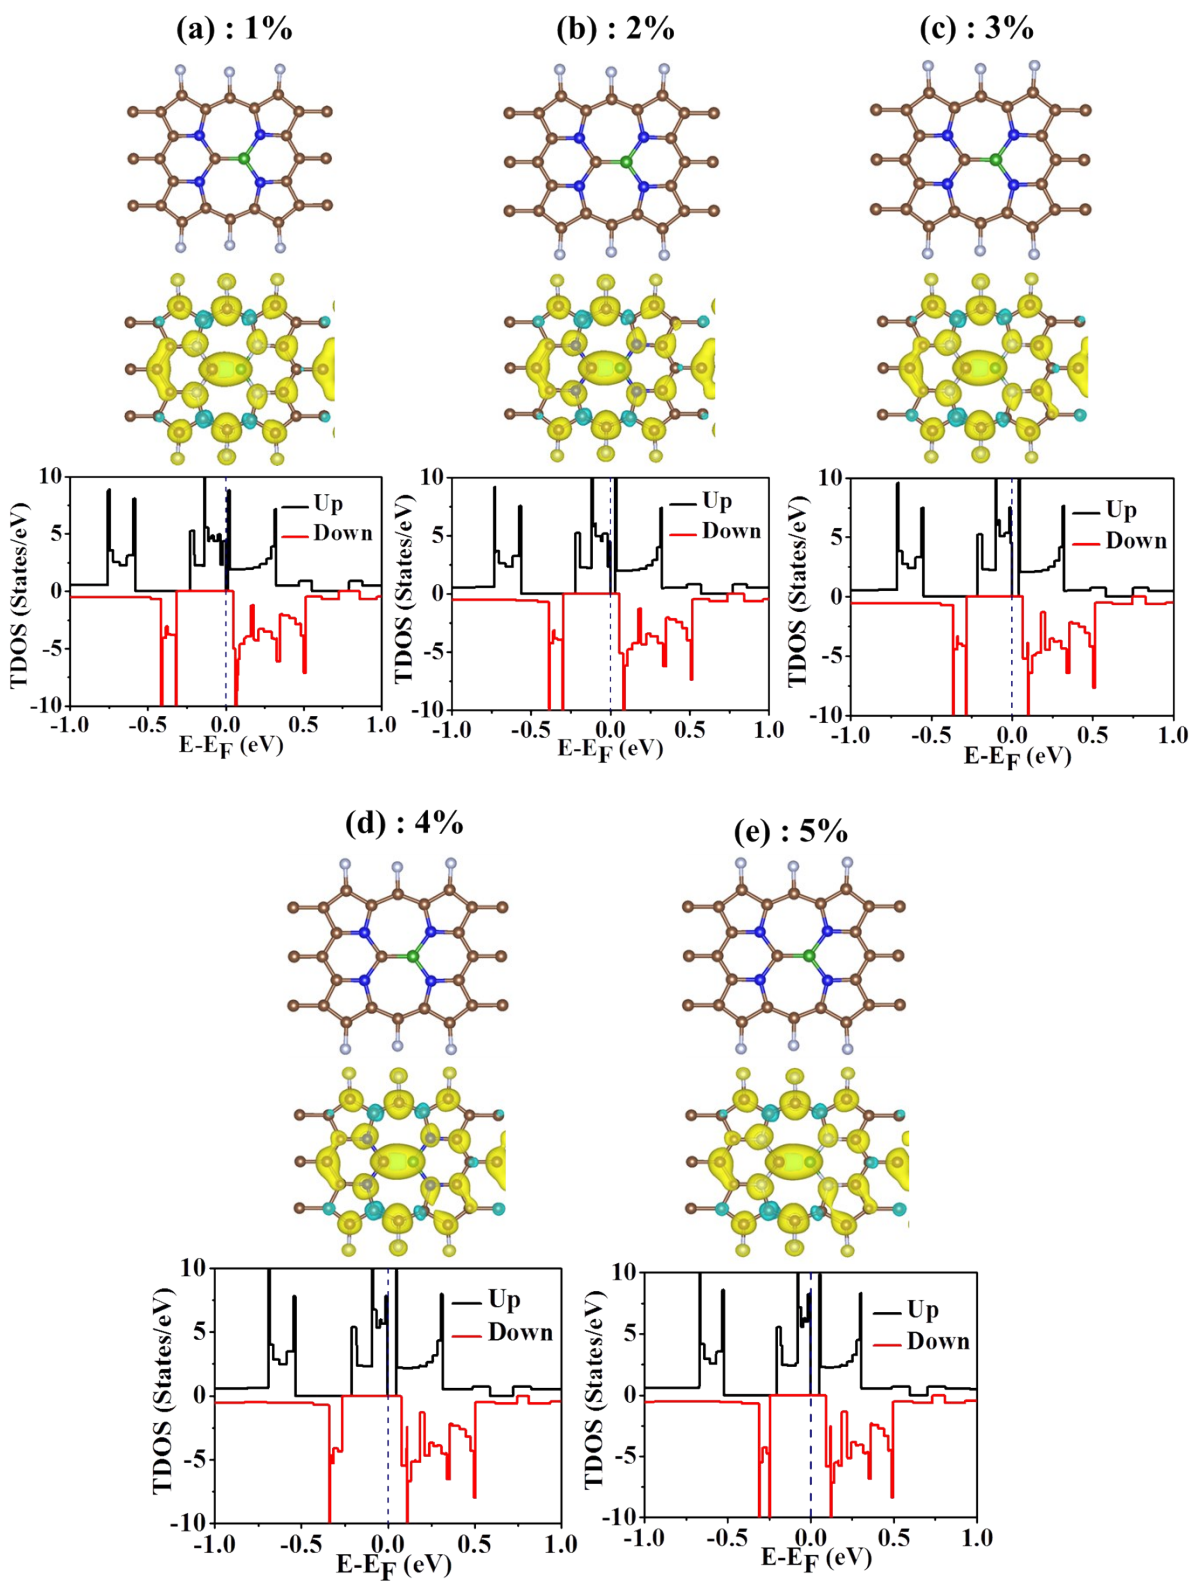 (a) : 1%
(b) : 2%
(c) : 3%
10
5
0
-5
-10
TDOS (States/eV)
Up
Down
-1.0 -0.5 0.0 0.5 1.0
E-EF (eV)
10
5
0
-5
-10
TDOS (States/eV)
Up
Down
-1.0 -0.5 0.0 0.5 1.0
E-EF (eV)
10
5
0
-5
-10
TDOS (States/eV)
Up
Down
-1.0 -0.5 0.0 0.5 1.0
E-EF (eV)
(d) : 4%
(e) : 5%
10
5
0
-5
-10
TDOS (States/eV)
Up
Down
-1.0 -0.5 0.0 0.5 1.0
E-EF (eV)
10
5
0
-5
-10
TDOS (States/eV)
Up
Down
-1.0 -0.5 0.0 0.5 1.0
E-EF (eV)